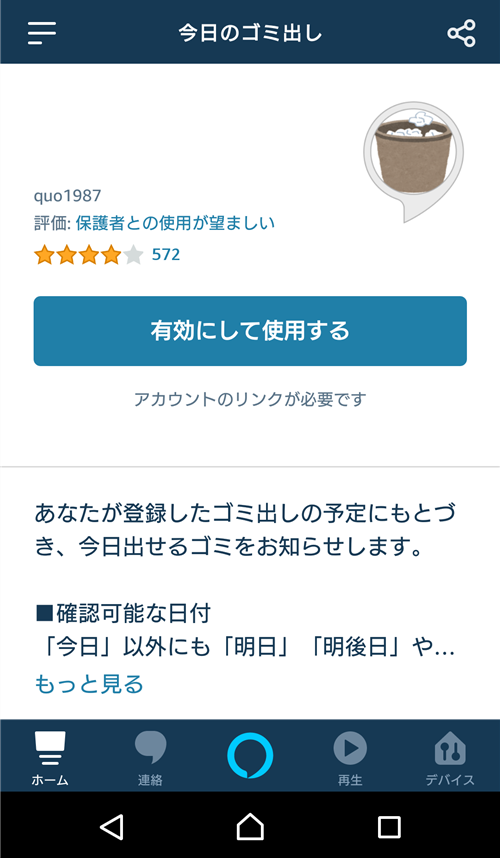 今日のゴミ出し
quo1987
評価: 保護者との使用が望ましい
572
有効にして使用する
アカウントのリンクが必要です
あなたが登録したゴミ出しの予定にもとづ
き、今日出せるゴミをお知らせします。
■確認可能な日付
「今日」以外にも「明日」「明後日」や...
もっと見る
ホーム
連絡
再生
デバイス